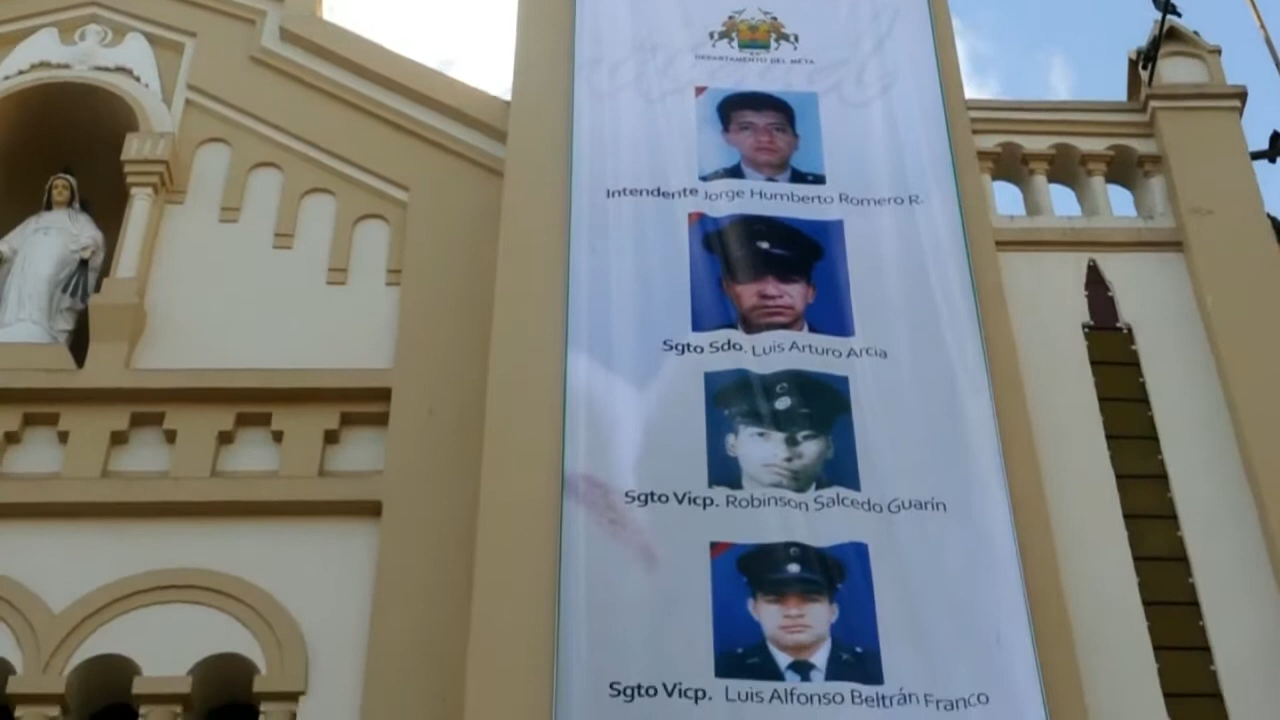 DEPARTAMENTO DEL META
Intendente Jorge Humberto Romero R.
Sgto Sdo. Luis Arturo Arcia
Sgto Vicp. Robinson Salcedo Guarín
Sgto Vicp. Luis Alfonso Beltrán Franco